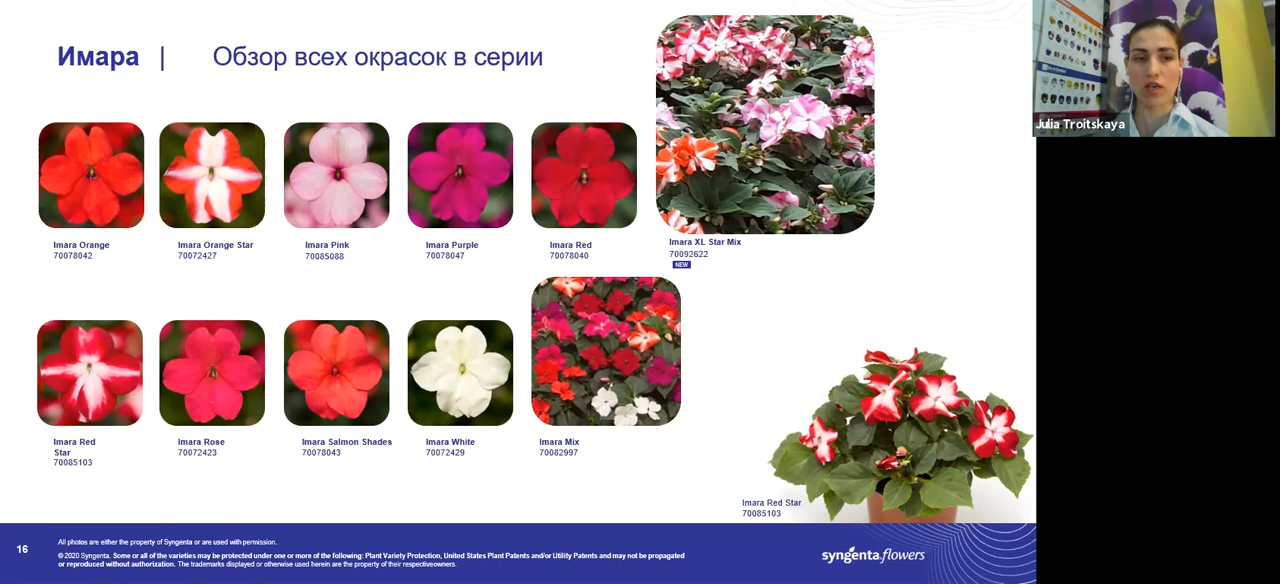 Имара | Обзор всех окрасок в серии
Julia Troitskaya
Imara Orange
70078042
Imara Orange Star
70072427
Imara Pink
70085088
Imara Purple
70078047
Imara Red
70078040
Imara XL Star Mix
70092622
NEW
Imara Red
Star
70085103
Imara Rose
70072423
Imara Salmon Shades
70078043
Imara White
70072429
Imara Mix
70082997
Imara Red Star
70085103
16
All photos are either the property of Syngenta or are used with permission.
© 2020 Syngenta. Some or all of the varieties may be protected under one or more of the following: Plant Variety Protection, United States Plant Patents and/or Utility Patents and may not be propagated
or reproduced without authorization. The trademarks displayed or otherwise used herein are the property of their respectiveowners.
syngenta.flowers